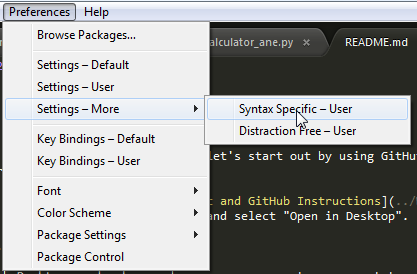 Preferences Help
Browse Packages...
alculator_ane.py × README.md
Settings – Default
Settings – User
Settings – More
Syntax Specific – User
Distraction Free – User
Key Bindings – Default
Key Bindings – User
let's start out by using GitHu
Font
t and GitHub Instructions](../
Color Scheme
and select "Open in Desktop".
Package Settings
Package Control